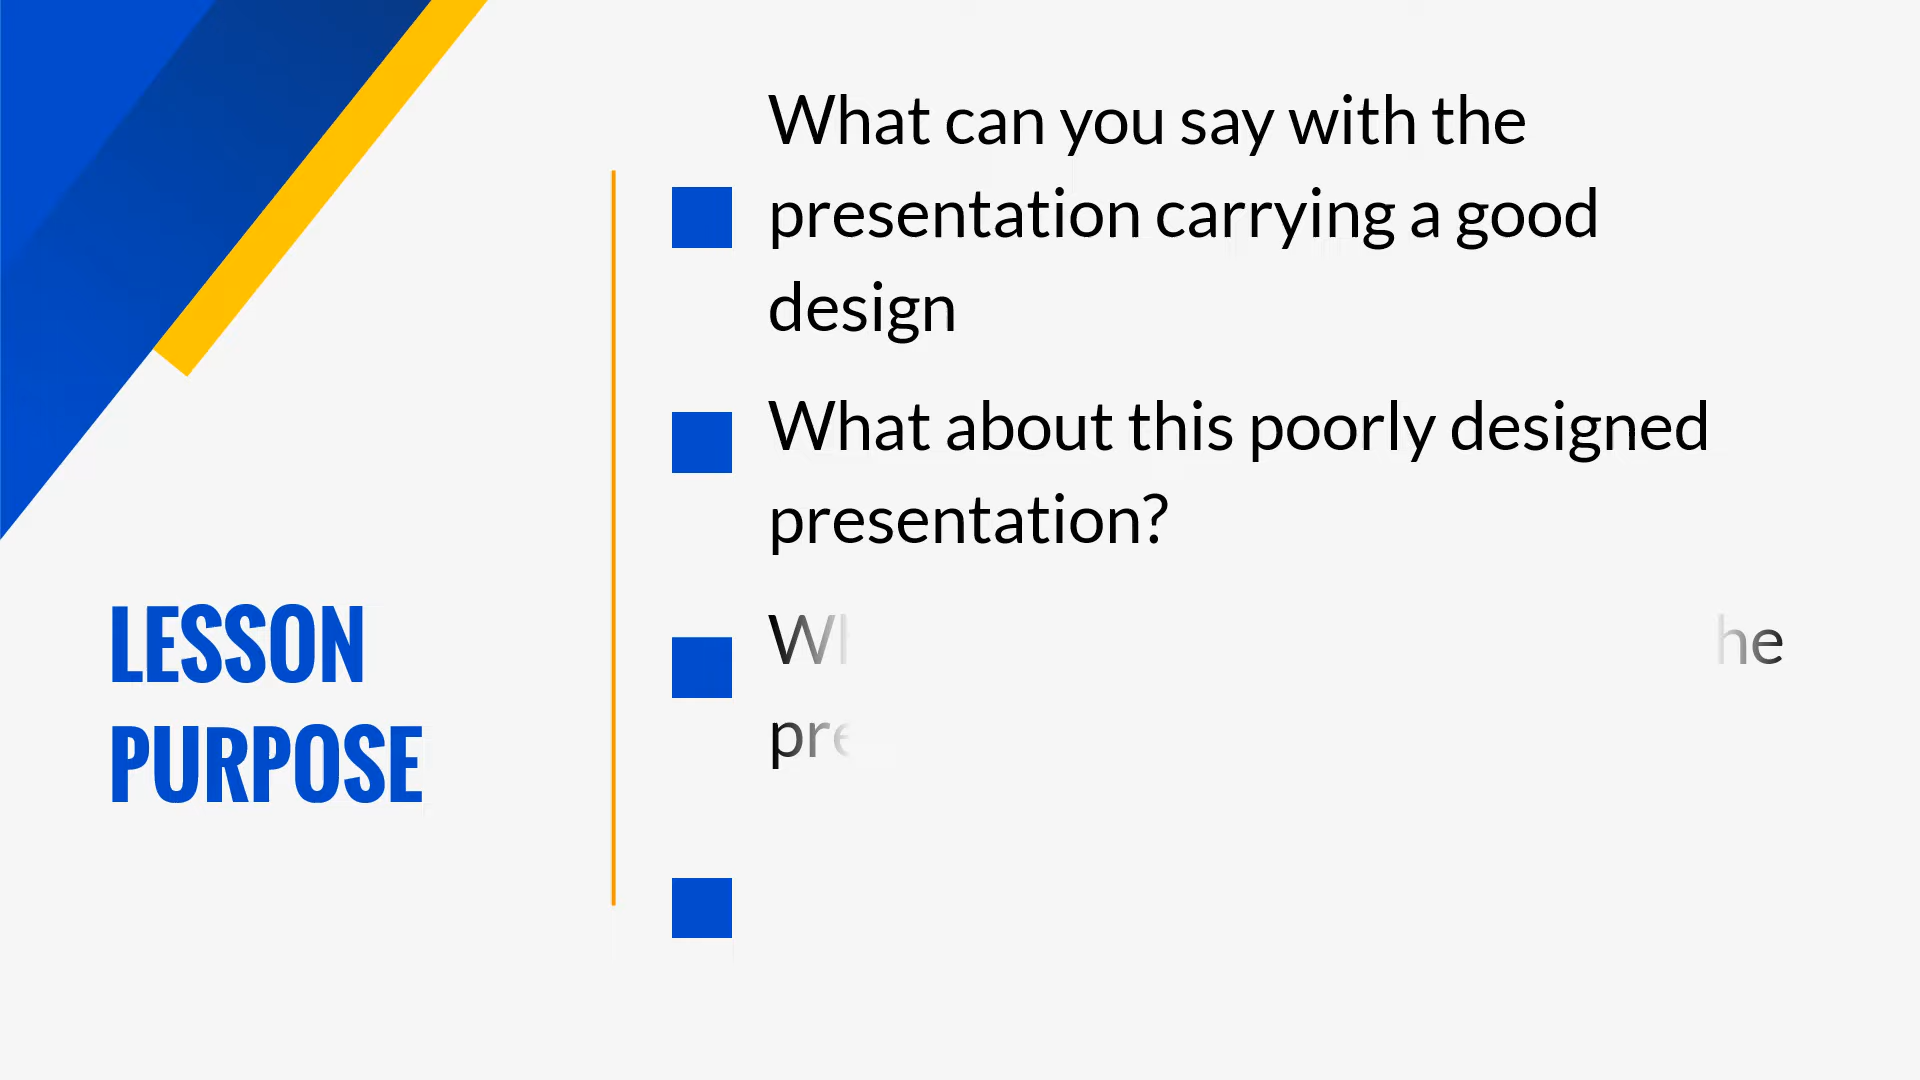 What can you say with the
presentation carrying a good
design
What about this poorly designed
presentation?
LESSON
PURPOSE